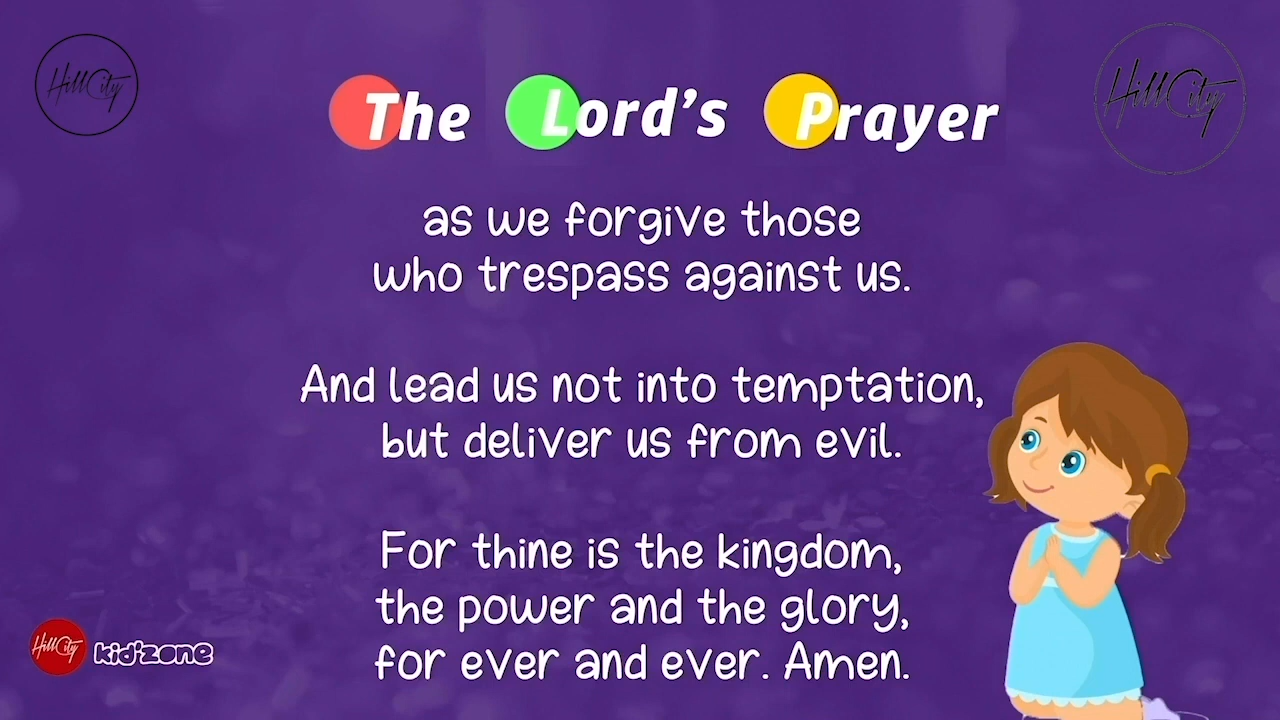 HillCity
HillCity
The Lord's Prayer
as we forgive those
who trespass against us.
And lead us not into temptation,
but deliver us from evil.
For thine is the kingdom,
the power and the glory,
for ever and ever. Amen.
HillCity kid'zone